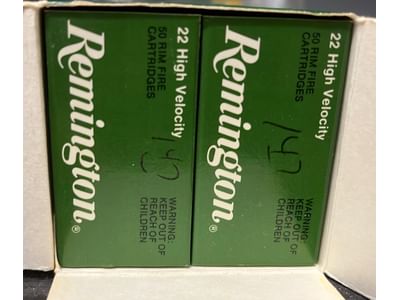 22 High Velocity
50 RIM FIRE
CARTRIDGES
Remington®
WARNING:
KEEP OUT OF
REACH OF
CHILDREN
22 High Velocity
50 RIM FIRE
CARTRIDGES
147
Remington®
WARNING:
KEEP OUT OF
REACH OF
CHILDREN